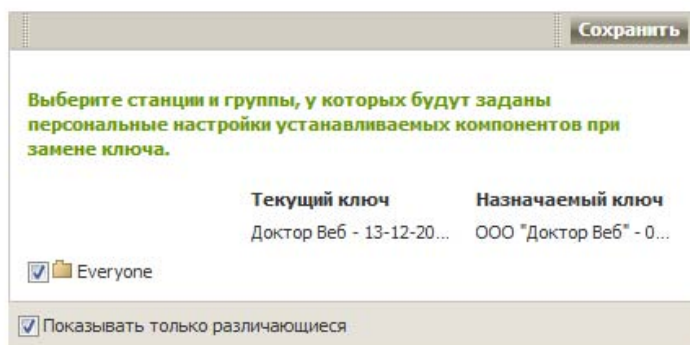 Сохранить
Выберите станции и группы, у которых будут заданы
персональные настройки устанавливаемых компонентов при
замене ключа.
Текущий ключ Назначаемый ключ
Доктор Веб - 13-12-20... ООО "Доктор Веб" - 0...
Everyone
Показывать только различающиеся